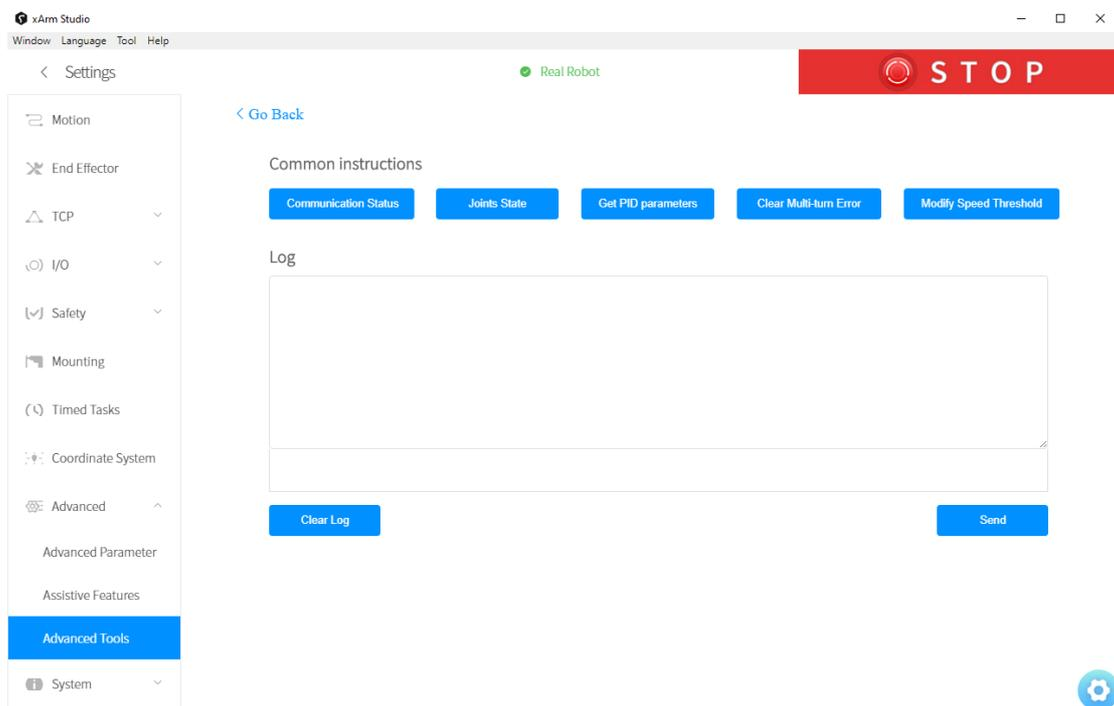 xArm Studio
Window Language Tool Help
Settings
Real Robot
STOP
Motion
End Effector
TCP
I/O
Safety
Mounting
Timed Tasks
Coordinate System
Advanced
Advanced Parameter
Assistive Features
Advanced Tools
System
Go Back
Common instructions
Communication Status
Joints State
Get PID parameters
Clear Multi-turn Error
Modify Speed Threshold
Log
Clear Log
Send